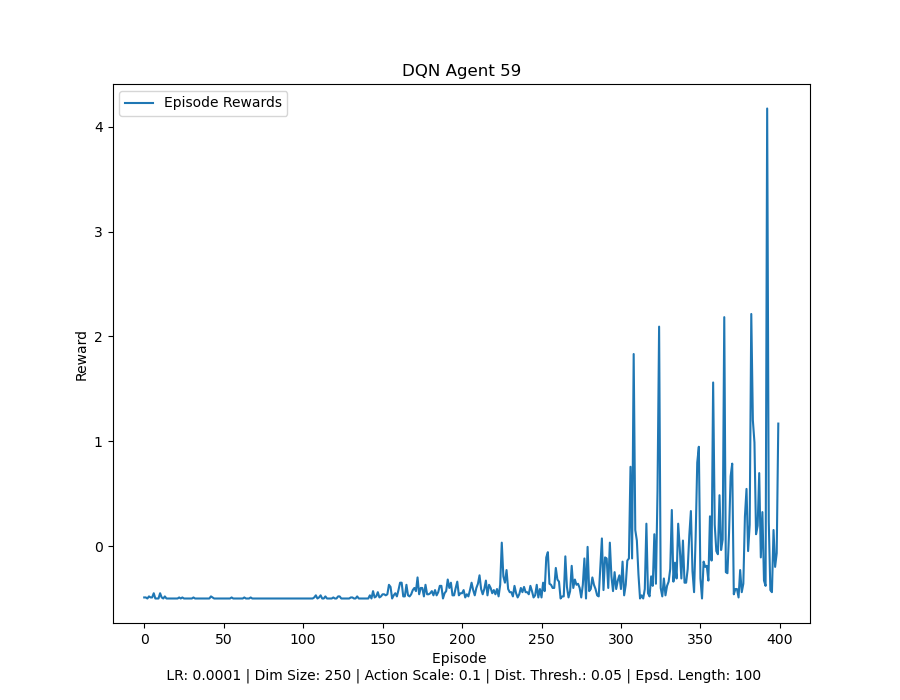 DQN Agent 59
Episode Rewards
4
3
2
1
0
Reward
0 50 100 150 200 250 300 350 400
Episode
LR: 0.0001 | Dim Size: 250 | Action Scale: 0.1 | Dist. Thresh.: 0.05 | Epsd. Length: 100